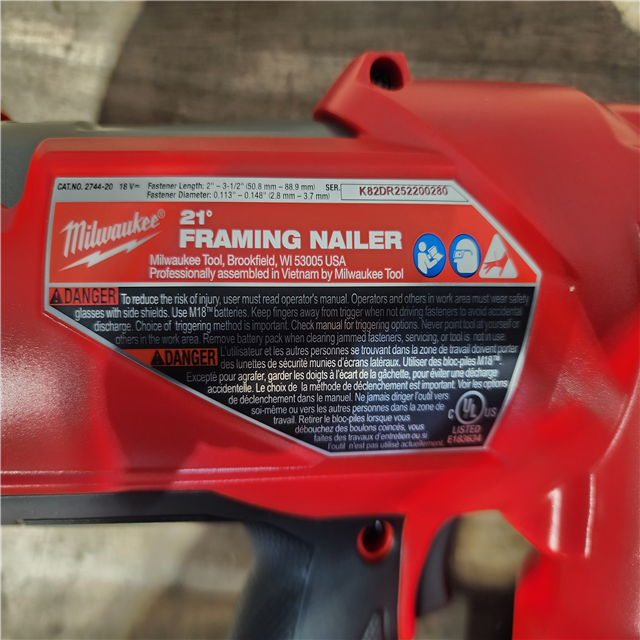 CAT.NO. 2744-20 18 V⎓ Fastener Length: 2" – 3-1/2" (50.8 mm – 88.9 mm) SER. K82DR252200280
Fastener Diameter: 0.113" – 0.148" (2.8 mm – 3.7 mm)
Milwaukee®
21°
FRAMING NAILER
Milwaukee Tool, Brookfield, WI 53005 USA
Professionally assembled in Vietnam by Milwaukee Tool
DANGER To reduce the risk of injury, user must read operator's manual. Operators and others in work area must wear safety
glasses with side shields. Use M18™ batteries. Keep fingers away from trigger when not driving fasteners to avoid accidental
discharge. Choice of triggering method is important. Check manual for triggering options. Never point tool at yourself or
others in the work area. Remove battery pack when clearing jammed fasteners, servicing, or tool is not in use.
DANGER L'utilisateur et les autres personnes se trouvant dans la zone de travail doivent porter
des lunettes de sécurité munies d'écrans latéraux. Utiliser des bloc-piles M18™.
Excepté pour agrafer, garder les doigts à l'écart de la gâchette, pour éviter une décharge
accidentelle. Le choix de la méthode de déclenchement est important. Voir les options
de déclenchement dans le manuel. Ne jamais diriger l'outil vers
soi-même ou vers les autres personnes dans la zone de
travail. Retirer le bloc-piles lorsque vous
débouchez des boulons coincés, vous
faites des travaux d'entretien ou si
l'outil n'est pas utilisé actuellement.
C UL US
LISTED
E163634